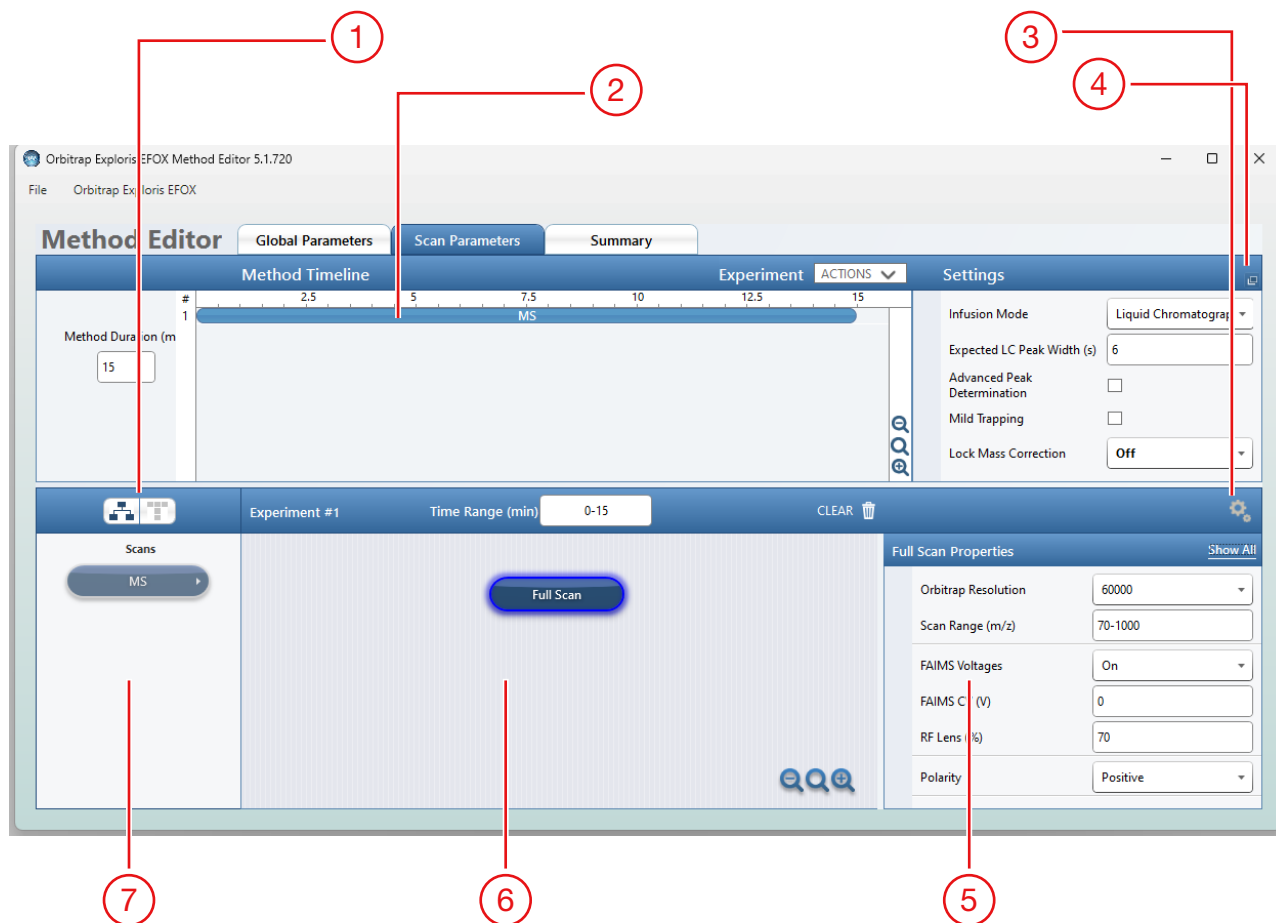 1
2
3
4
Orbitrap Exploris EFOX Method Editor 5.1.720
File Orbitrap Exploris EFOX
Method Editor Global Parameters Scan Parameters Summary
Method Timeline Experiment ACTIONS Settings
# 2.5 5 7.5 10 12.5 15
1 MS
Method Duration (m
15
Infusion Mode Liquid Chromatograp
Expected LC Peak Width (s) 6
Advanced Peak
Determination
Mild Trapping
Lock Mass Correction Off
Experiment #1 Time Range (min) 0-15 CLEAR
Scans
MS
Full Scan
Full Scan Properties Show All
Orbitrap Resolution 60000
Scan Range (m/z) 70-1000
FAIMS Voltages On
FAIMS CV (V) 0
RF Lens (%) 70
Polarity Positive
7
6
5